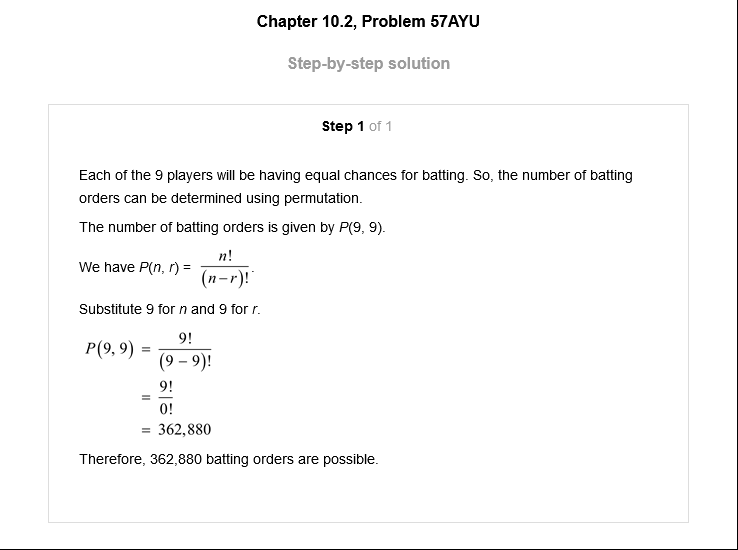 Chapter 10.2, Problem 57AYU
Step-by-step solution
Step 1 of 1
Each of the 9 players will be having equal chances for batting. So, the number of batting
orders can be determined using permutation.
The number of batting orders is given by P(9, 9).
We have P(n, r) = n!/(n−r)!.
Substitute 9 for n and 9 for r.
P(9, 9) = 9!/(9 − 9)!
= 9!/0!
= 362,880
Therefore, 362,880 batting orders are possible.